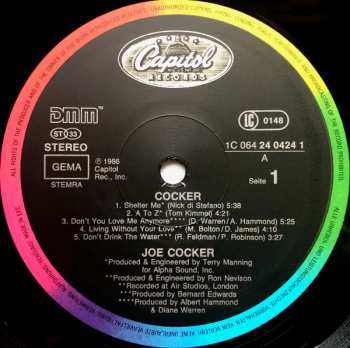 Capitol
RECORDS
DMM
ST 33
STEREO
GEMA
STEMRA
℗ 1986
Capitol
Rec., Inc.
1C 064 24 0424 1
LC 0148
A
Seite 1
COCKER
1. Shelter Me* (Nick di Stefano) 5:38
2. A To Z* (Tom Kimmel) 4:21
3. Don't You Love Me Anymore**** (D. Warren/A. Hammond) 3:31
4. Living Without Your Love** (M. Bolton/D. James) 4:10
5. Don't Drink The Water*** (R. Feldman/P. Robinson) 3:27
JOE COCKER
*Produced & Engineered by Terry Manning
for Alpha Sound, Inc.
**Produced & Engineered by Ron Nevison
**Recorded at Air Studios, London
***Produced by Bernard Edwards
****Produced by Albert Hammond &
Diane Warren